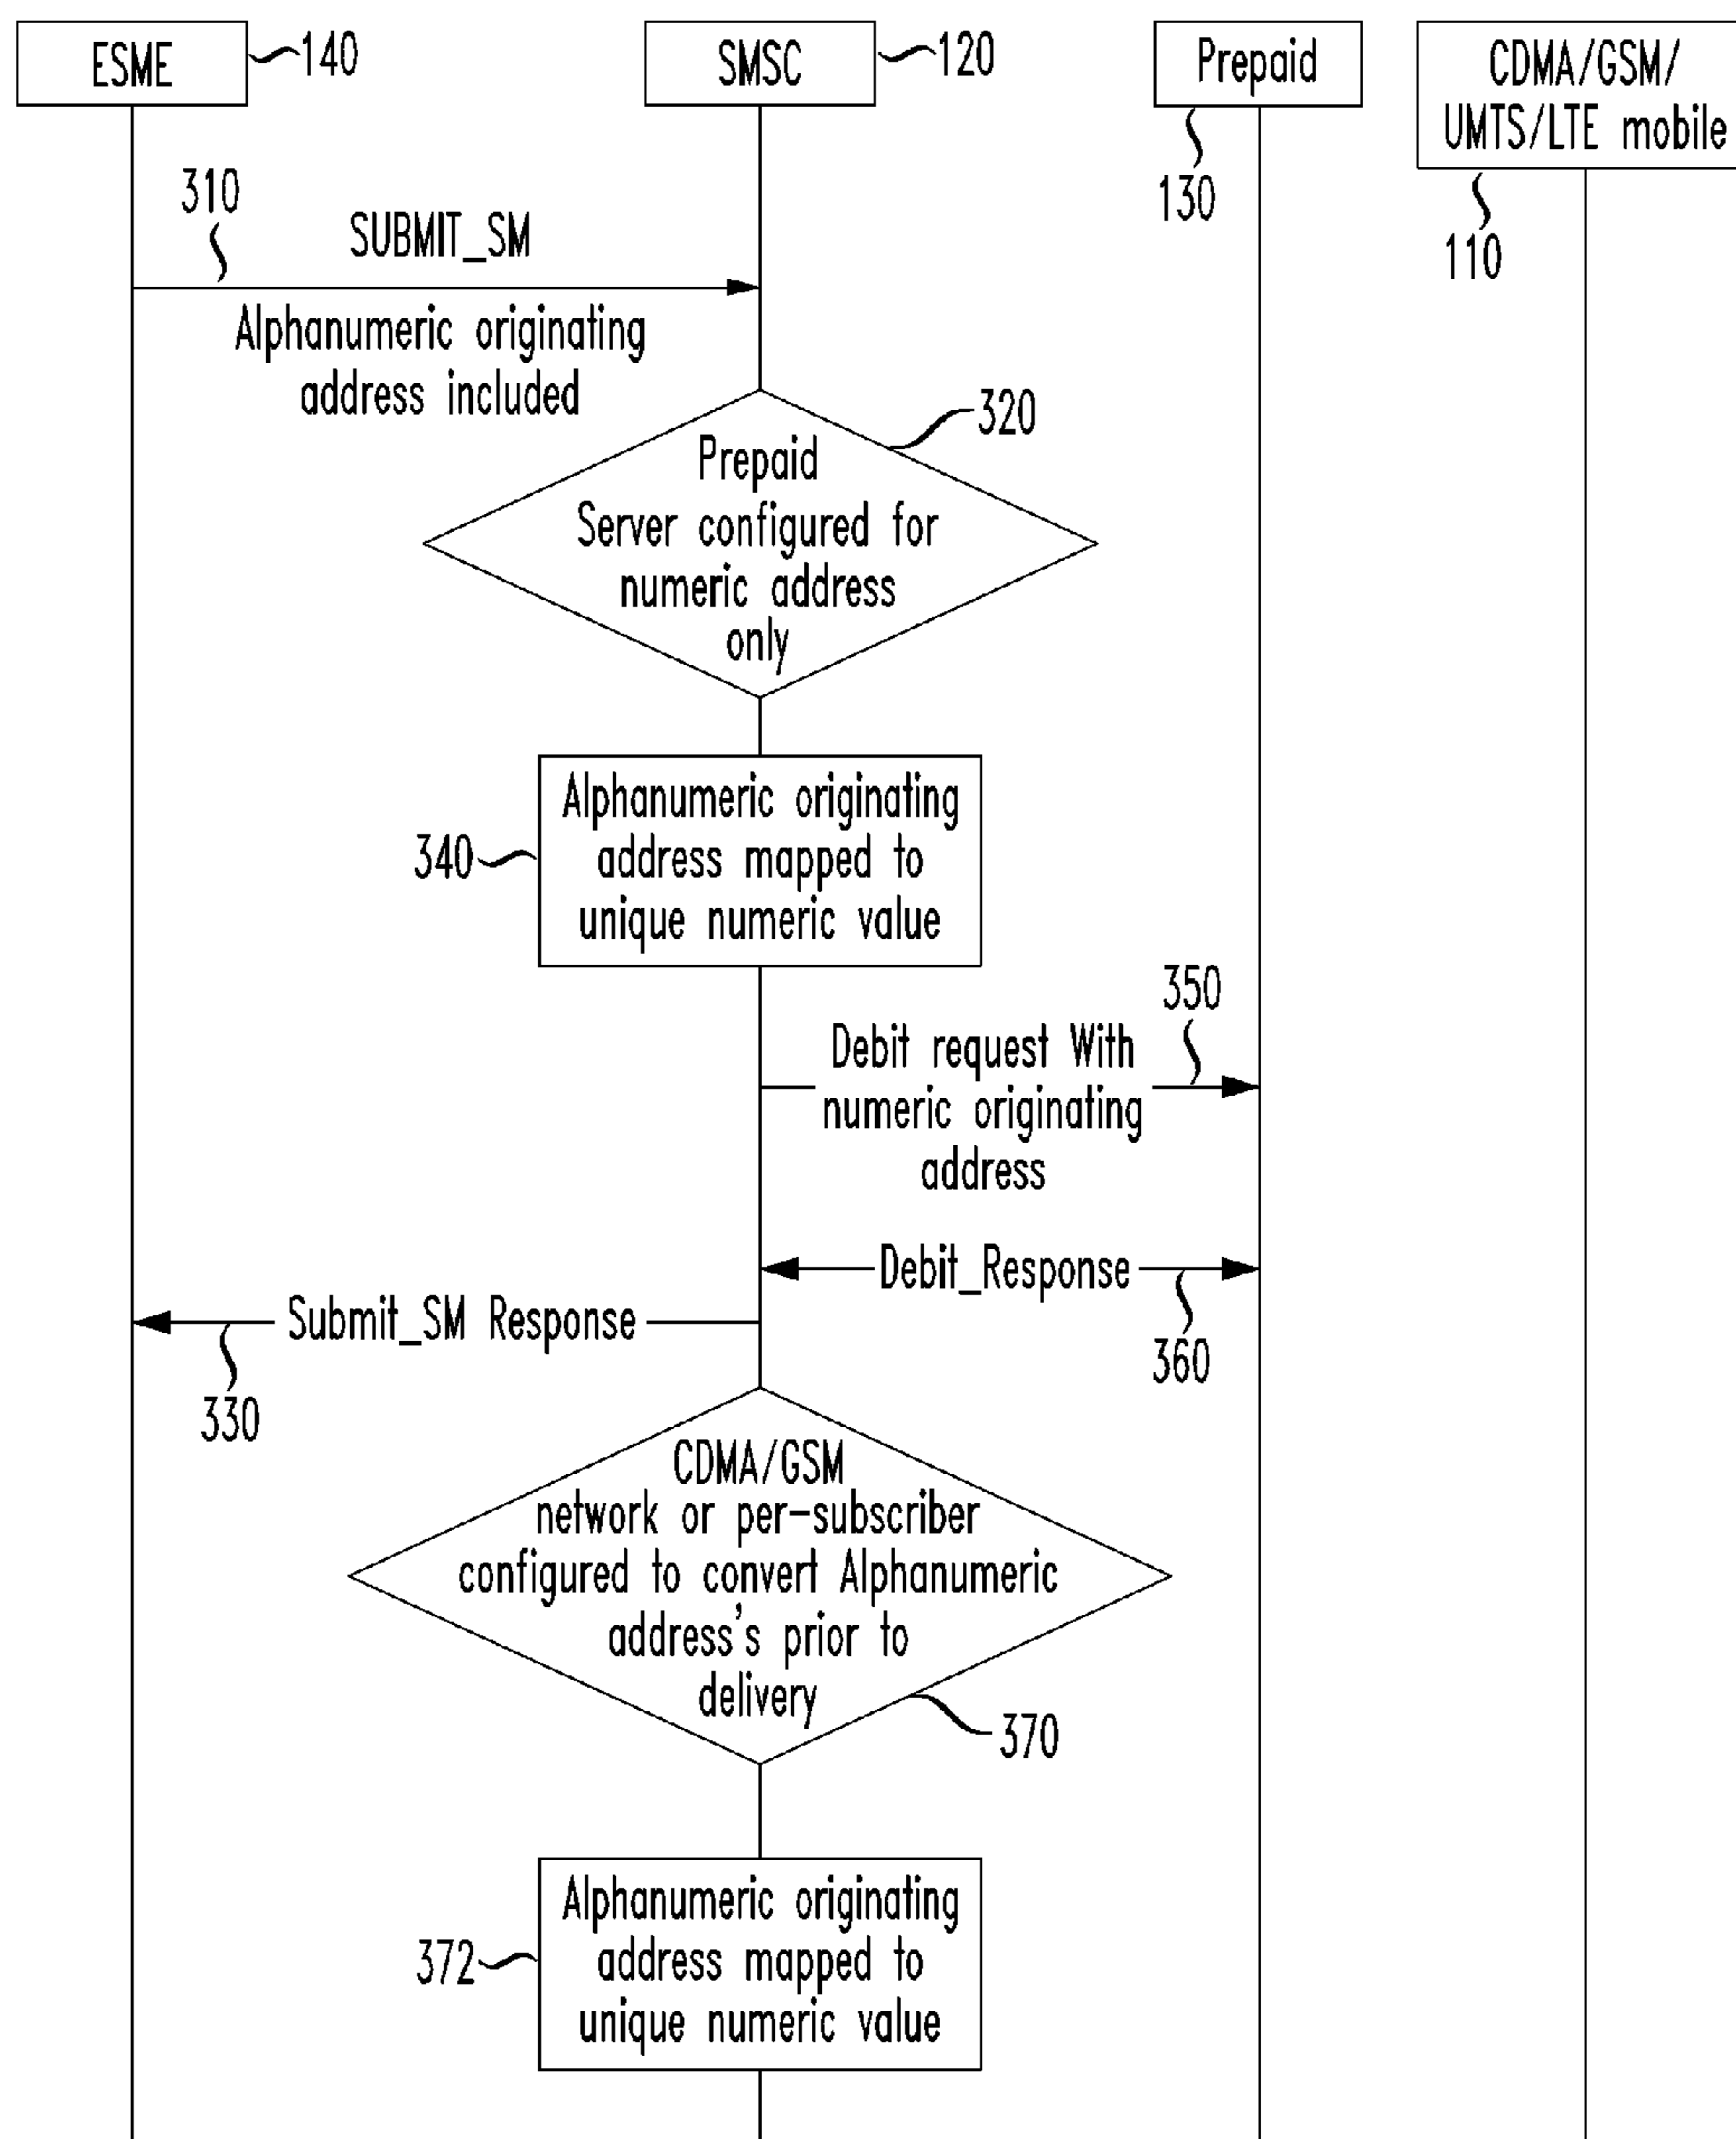 ESME
140
SMSC
120
Prepaid
130
CDMA/GSM/
UMTS/LTE mobile
110
310
SUBMIT_SM
Alphanumeric originating
address included
320
Prepaid
Server configured for
numeric address
only
340
Alphanumeric originating
address mapped to
unique numeric value
350
Debit request With
numeric originating
address
Debit_Response
360
Submit_SM Response
330
CDMA/GSM
network or per-subscriber
configured to convert Alphanumeric
address's prior to
delivery
370
372
Alphanumeric originating
address mapped to
unique numeric value